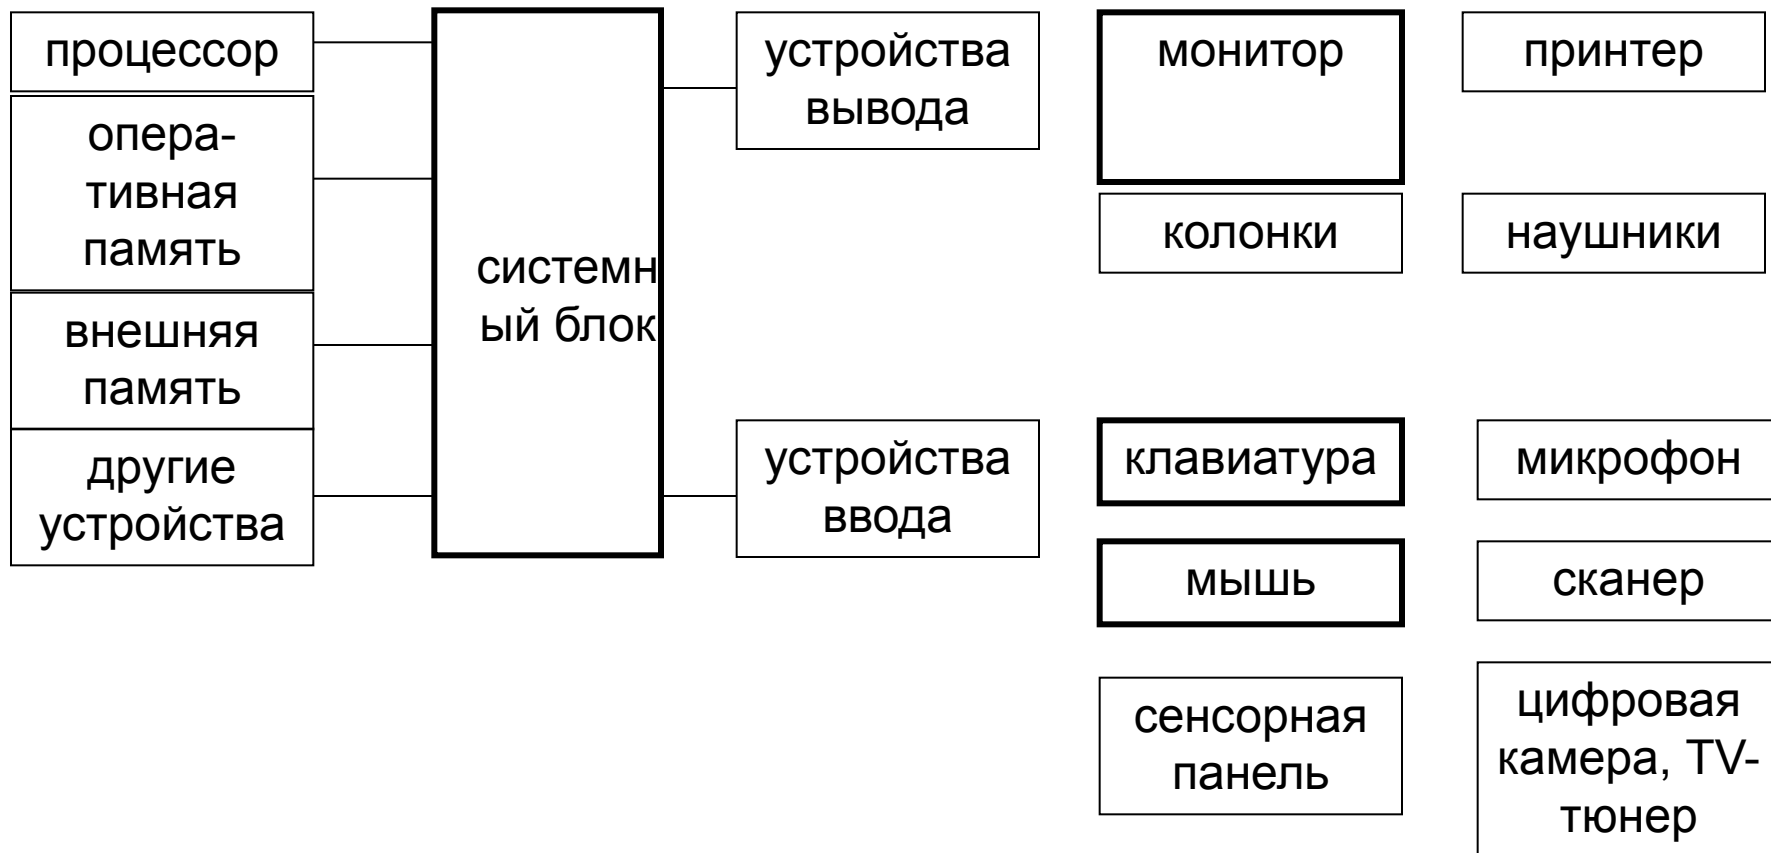 процессор
опера-
тивная
память
внешняя
память
другие
устройства
системн
ый блок
устройства
вывода
монитор
принтер
колонки
наушники
устройства
ввода
клавиатура
микрофон
мышь
сканер
сенсорная
панель
цифровая
камера, TV-
тюнер